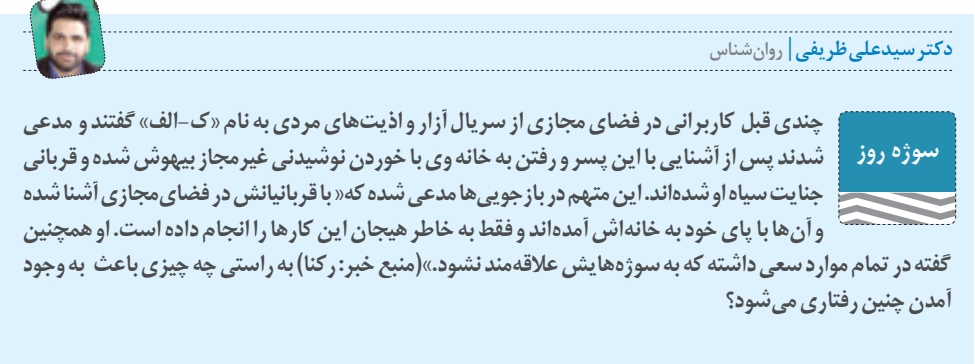 دکتر سیدعلی ظریفی | روان‌شناس
سوژه روز
چندی قبل کاربرانی در فضای مجازی از سریال آزار و اذیت‌های مردی به نام «ک-الف» گفتند و مدعی
شدند پس از آشنایی با این پسر و رفتن به خانه وی با خوردن نوشیدنی غیرمجاز بیهوش شده و قربانی
جنایت سیاه او شده‌اند. این متهم در بازجویی‌ها مدعی شده که« با قربانیانش در فضای مجازی آشنا شده
و آن‌ها با پای خود به خانه‌اش آمده‌اند و فقط به خاطر هیجان این کارها را انجام داده است. او همچنین
گفته در تمام موارد سعی داشته که به سوژه‌هایش علاقه‌مند نشود.»(منبع خبر: رکنا) به راستی چه چیزی باعث به وجود
آمدن چنین رفتاری می‌شود؟